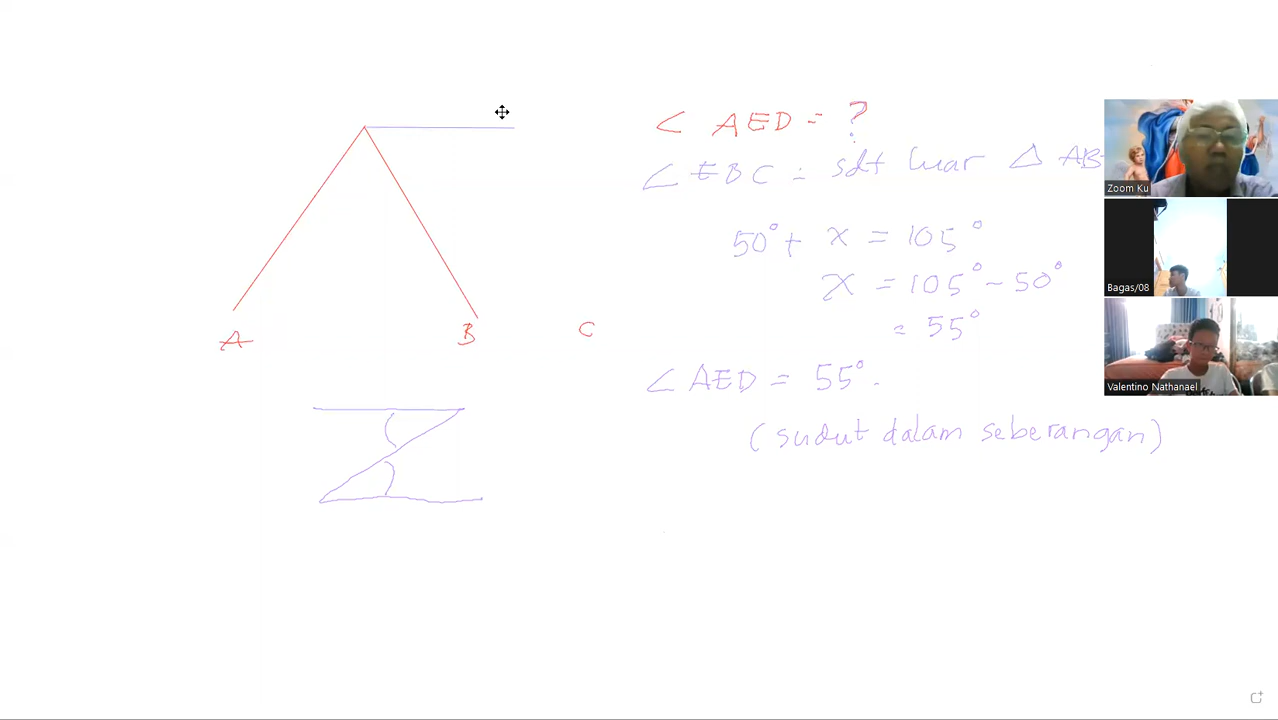 ∠ AED = ?
∠ EBC = sdt luar △ AB
50° + x = 105°
x = 105° - 50°
= 55°
∠ AED = 55°.
(sudut dalam seberangan)
A
B
C
Zoom Ku
Bagas/08
Valentino Nathanael